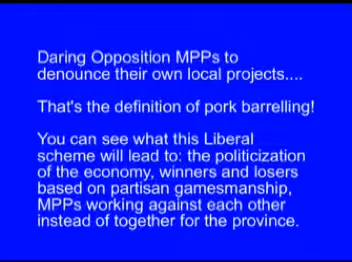 Daring Opposition MPPs to
denounce their own local projects....
That's the definition of pork barrelling!
You can see what this Liberal
scheme will lead to: the politicization
of the economy, winners and losers
based on partisan gamesmanship,
MPPs working against each other
instead of together for the province.